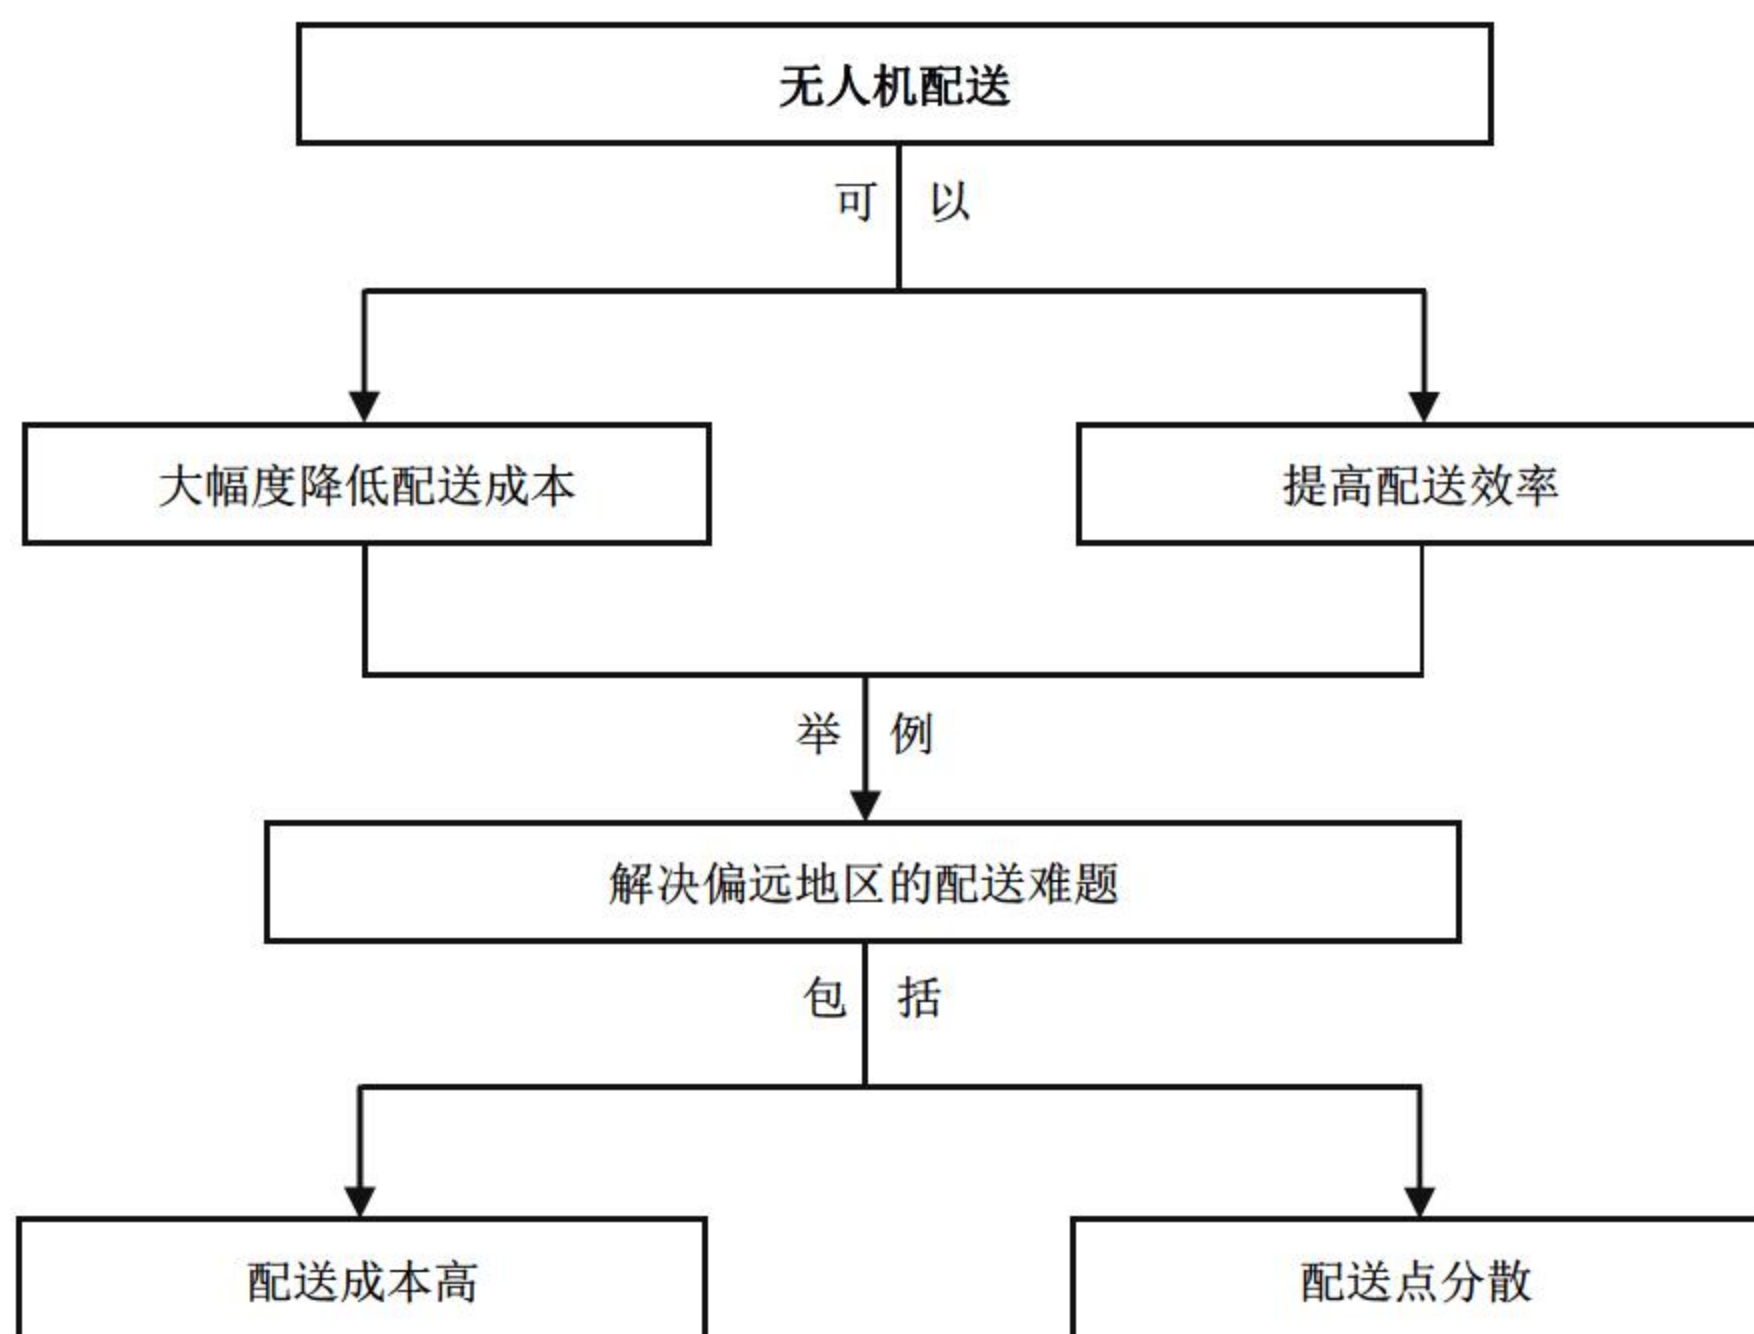 无人机配送
可以
大幅度降低配送成本
提高配送效率
举例
解决偏远地区的配送难题
包括
配送成本高
配送点分散